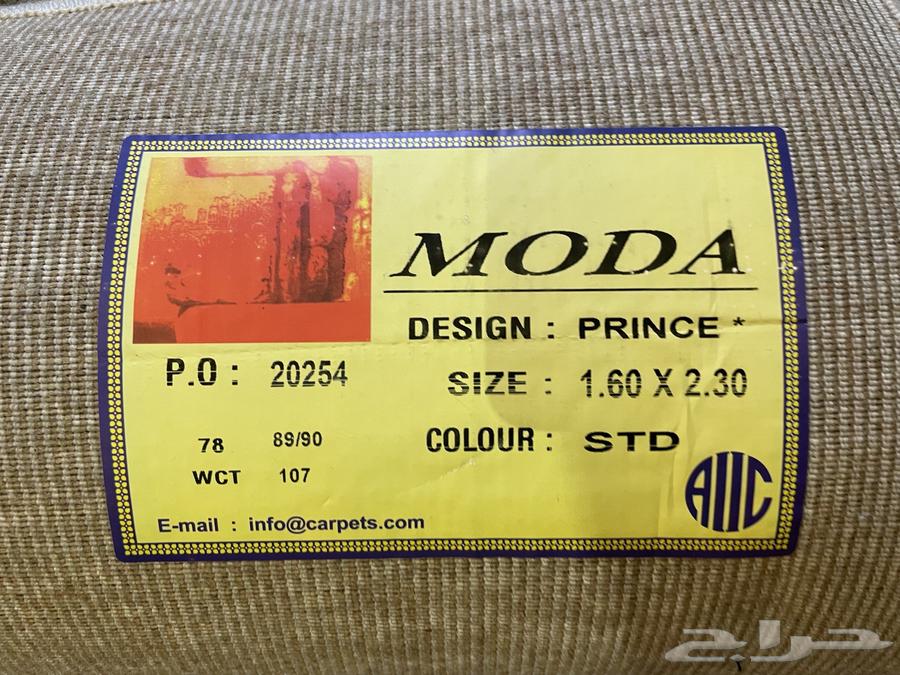 MODA
DESIGN : PRINCE *
P.O : 20254
SIZE : 1.60 X 2.30
78 89/90
COLOUR : STD
WCT 107
AIIC
E-mail : info@carpets.com
حراج